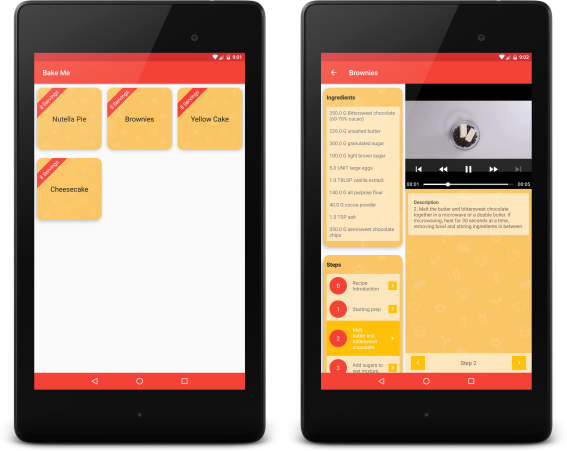 9:01
Bake Me
8 Servings
8 Servings
8 Servings
Nutella Pie
Brownies
Yellow Cake
8 Servings
Cheesecake
9:02
Brownies
Ingredients
350.0 G Bittersweet chocolate
(60-70% cacao)
226.0 G unsalted butter
300.0 G granulated sugar
100.0 G light brown sugar
5.0 UNIT large eggs
1.0 TBLSP vanilla extract
140.0 G all purpose flour
40.0 G cocoa powder
1.5 TSP salt
350.0 G semisweet chocolate
chips
00:01
00:05
Description
2. Melt the butter and bittersweet chocolate
together in a microwave or a double boiler. If
microwaving, heat for 30 seconds at a time,
removing bowl and stirring ingredients in between.
Steps
0
Recipe
Introduction
1
Starting prep
2
Melt
butter and
bittersweet
chocolate.
3
Add sugars to
wet mixture.
Step 2